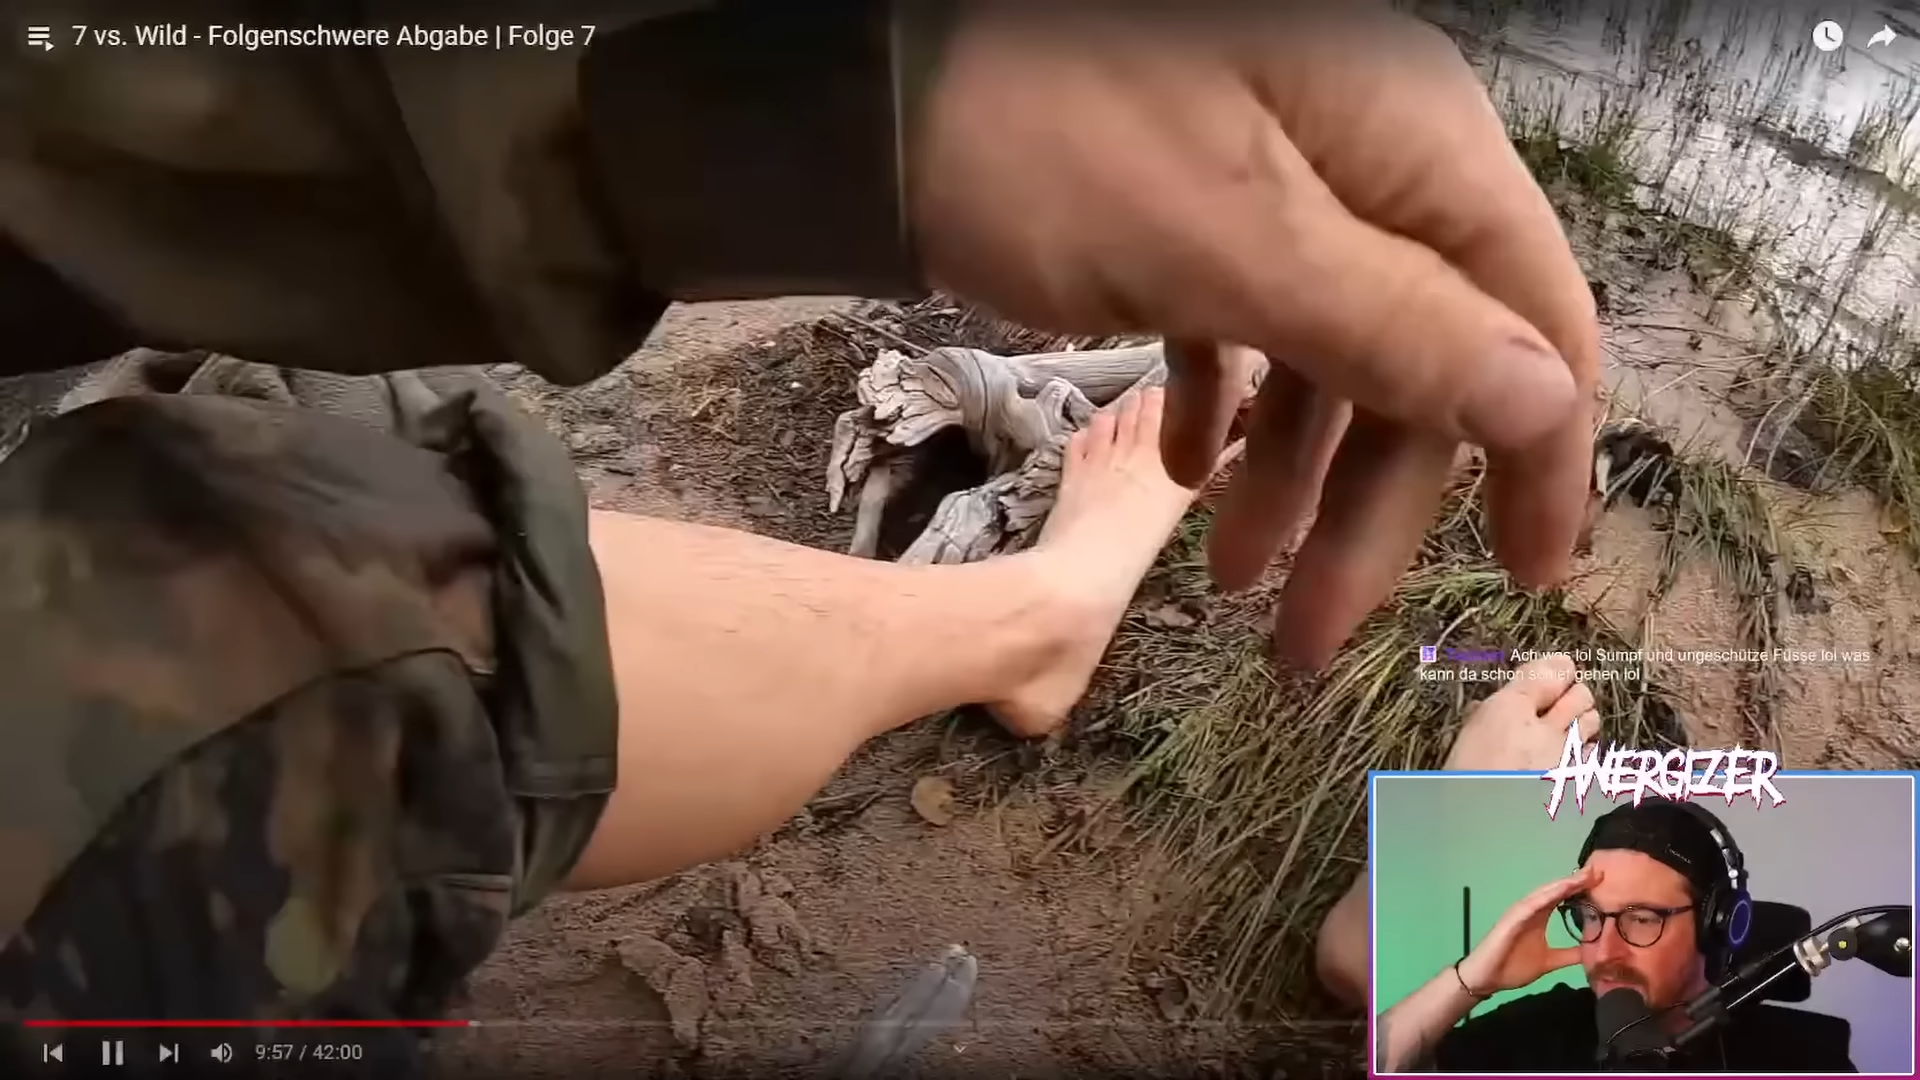 7 vs. Wild - Folgenschwere Abgabe | Folge 7
Ach was lol Sumpf und ungeschütze Füsse lol was
kann da schon schief gehen lol
ANERGIZER
9:57 / 42:00